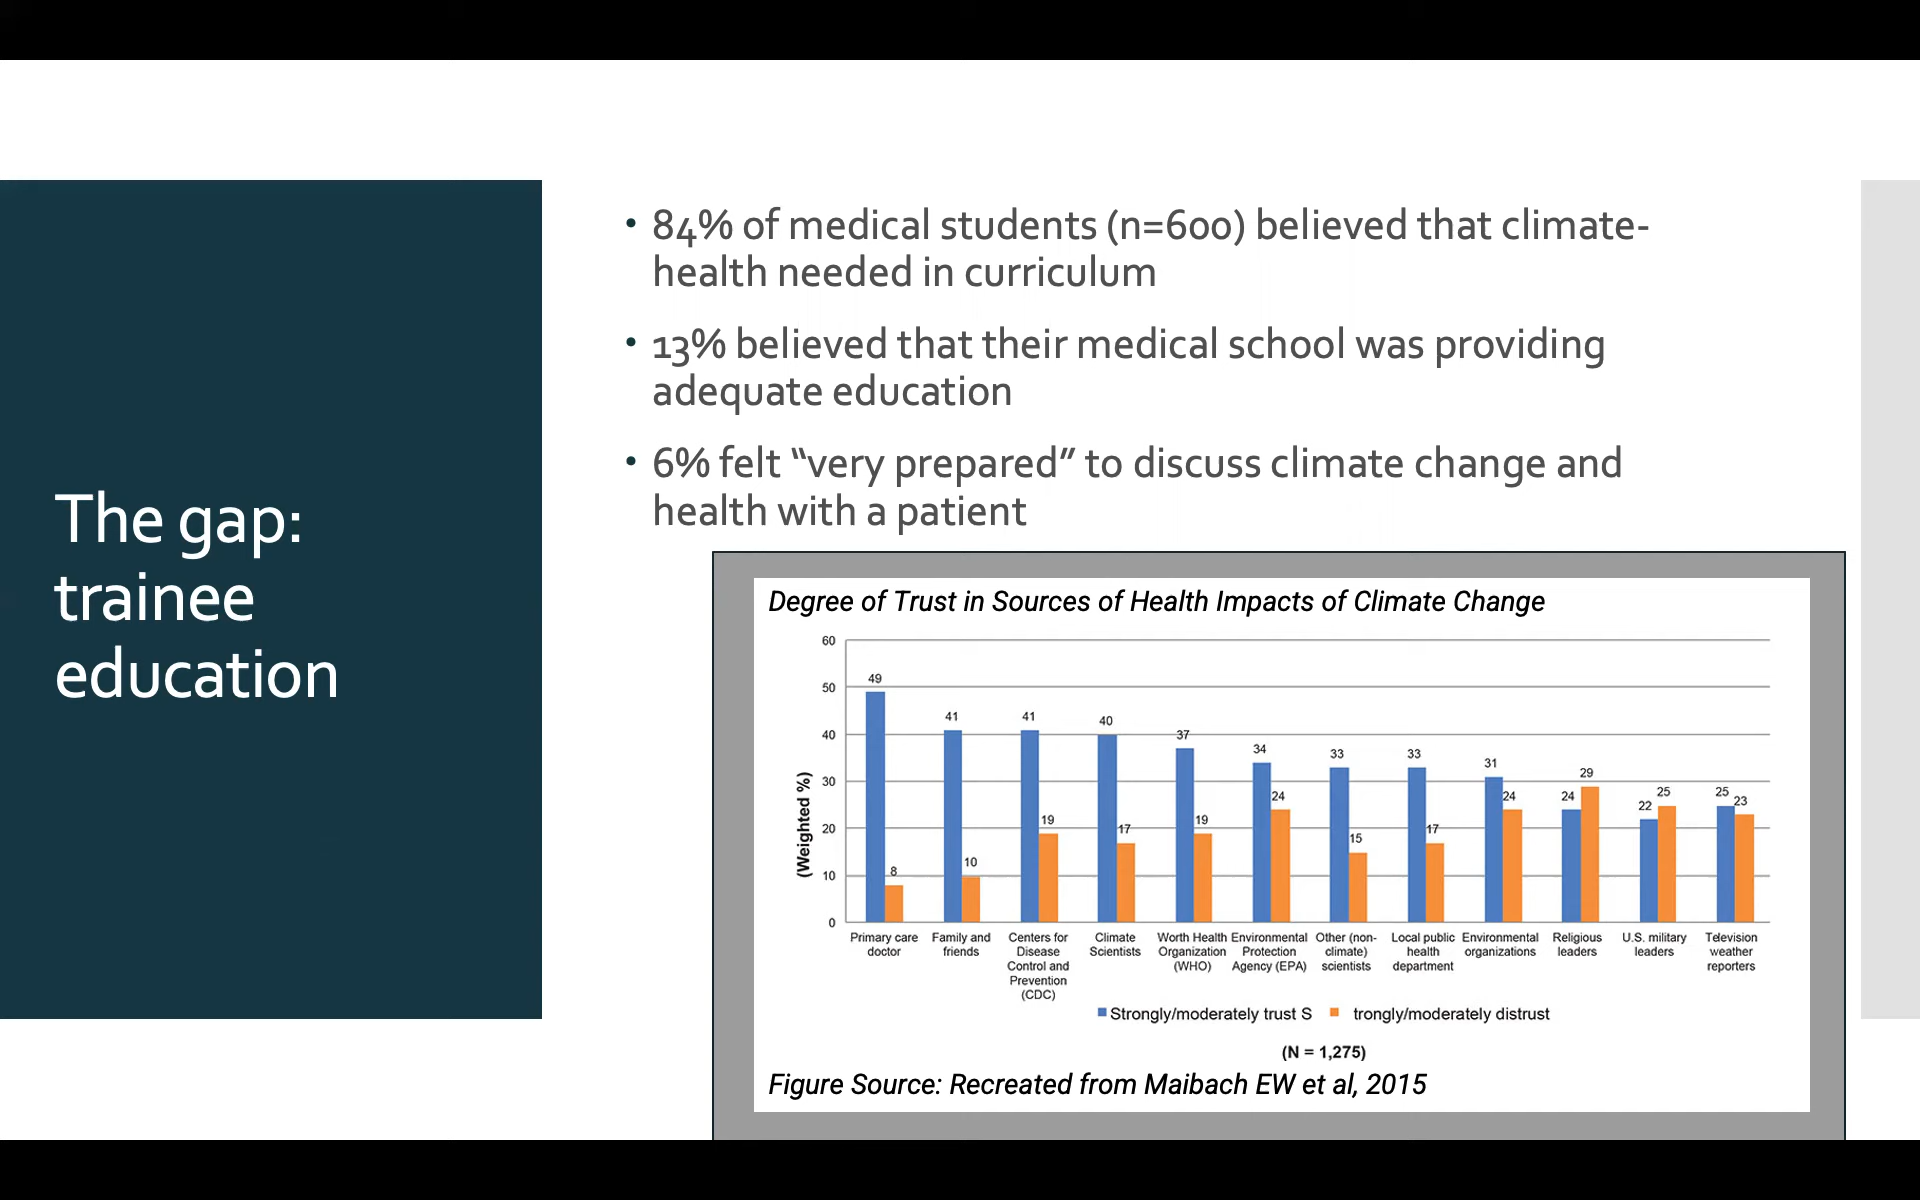 The gap:
trainee
education
• 84% of medical students (n=600) believed that climate-
health needed in curriculum
• 13% believed that their medical school was providing
adequate education
• 6% felt “very prepared” to discuss climate change and
health with a patient
Degree of Trust in Sources of Health Impacts of Climate Change
(Weighted %)
60
50
40
30
20
10
0
49 8
41 10
41 19
40 17
37 19
34 24
33 15
33 17
31 24
24 29
22 25
25 23
Primary care
doctor
Family and
friends
Centers for
Disease
Control and
Prevention
(CDC)
Climate
Scientists
Worth Health
Organization
(WHO)
Environmental
Protection
Agency (EPA)
Other (non-
climate)
scientists
Local public
health
department
Environmental
organizations
Religious
leaders
U.S. military
leaders
Television
weather
reporters
Strongly/moderately trust S trongly/moderately distrust
(N = 1,275)
Figure Source: Recreated from Maibach EW et al, 2015